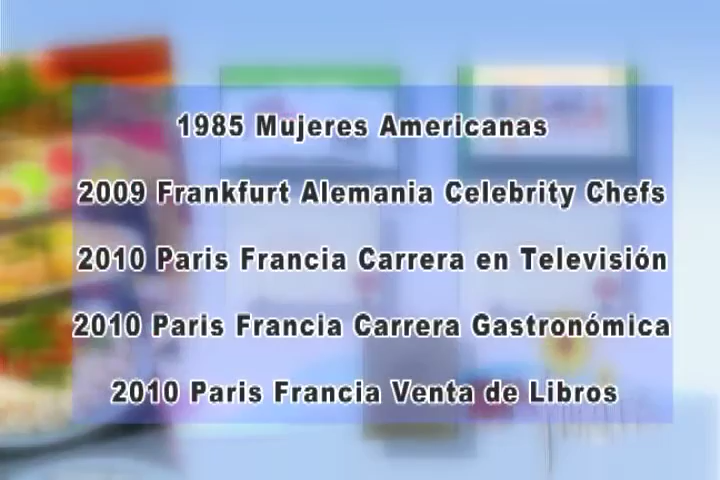 1985 Mujeres Americanas
2009 Frankfurt Alemania Celebrity Chefs
2010 Paris Francia Carrera en Televisión
2010 Paris Francia Carrera Gastronómica
2010 Paris Francia Venta de Libros